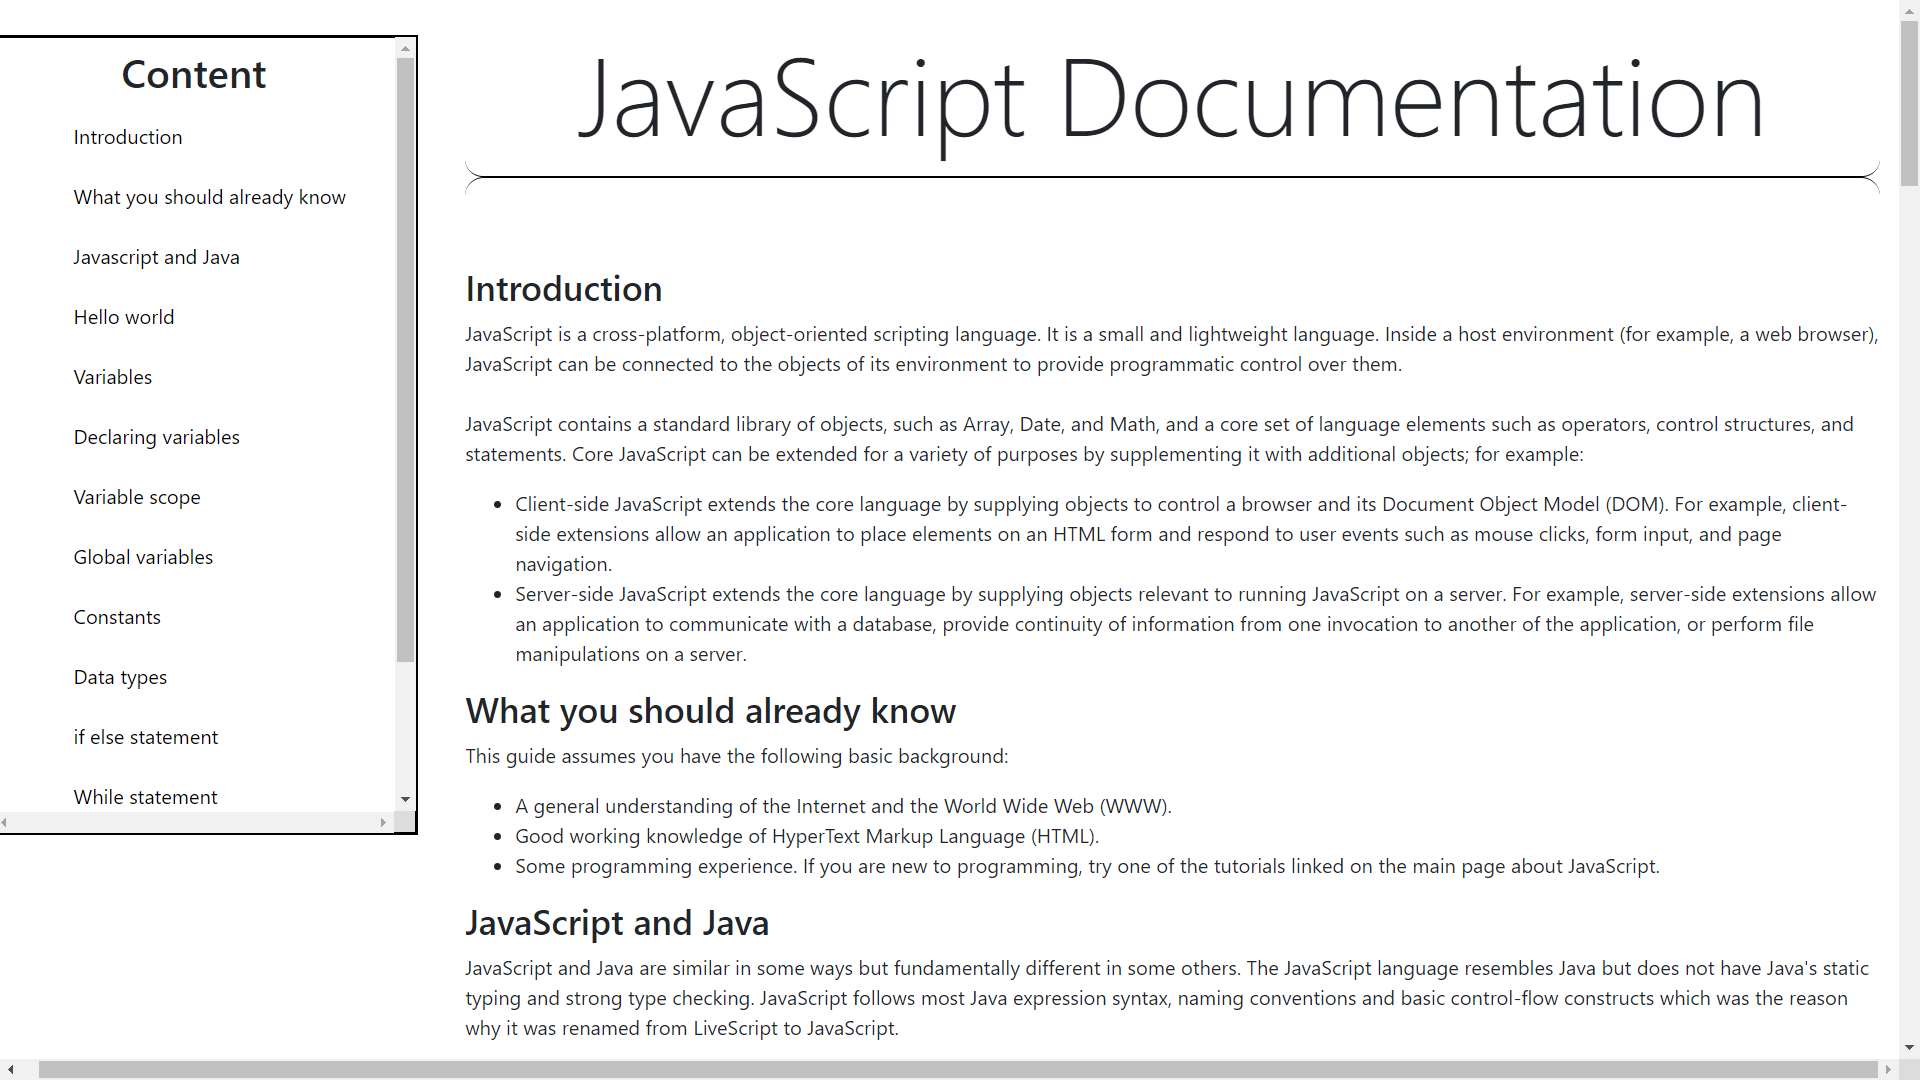 Content
Introduction
What you should already know
Javascript and Java
Hello world
Variables
Declaring variables
Variable scope
Global variables
Constants
Data types
if else statement
While statement
JavaScript Documentation
Introduction
JavaScript is a cross-platform, object-oriented scripting language. It is a small and lightweight language. Inside a host environment (for example, a web browser),
JavaScript can be connected to the objects of its environment to provide programmatic control over them.
JavaScript contains a standard library of objects, such as Array, Date, and Math, and a core set of language elements such as operators, control structures, and
statements. Core JavaScript can be extended for a variety of purposes by supplementing it with additional objects; for example:
• Client-side JavaScript extends the core language by supplying objects to control a browser and its Document Object Model (DOM). For example, client-
side extensions allow an application to place elements on an HTML form and respond to user events such as mouse clicks, form input, and page
navigation.
• Server-side JavaScript extends the core language by supplying objects relevant to running JavaScript on a server. For example, server-side extensions allow
an application to communicate with a database, provide continuity of information from one invocation to another of the application, or perform file
manipulations on a server.
What you should already know
This guide assumes you have the following basic background:
• A general understanding of the Internet and the World Wide Web (WWW).
• Good working knowledge of HyperText Markup Language (HTML).
• Some programming experience. If you are new to programming, try one of the tutorials linked on the main page about JavaScript.
JavaScript and Java
JavaScript and Java are similar in some ways but fundamentally different in some others. The JavaScript language resembles Java but does not have Java's static
typing and strong type checking. JavaScript follows most Java expression syntax, naming conventions and basic control-flow constructs which was the reason
why it was renamed from LiveScript to JavaScript.